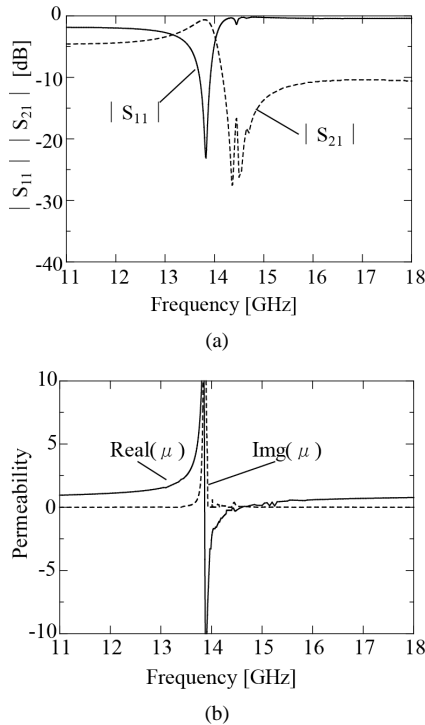 0
-10
-20
-30
-40
| S11 | | S21 | [dB]
| S11 |
| S21 |
11 12 13 14 15 16 17 18
Frequency [GHz]
(a)
10
5
0
-5
-10
Permeability
Real( μ )
Img( μ )
11 12 13 14 15 16 17 18
Frequency [GHz]
(b)